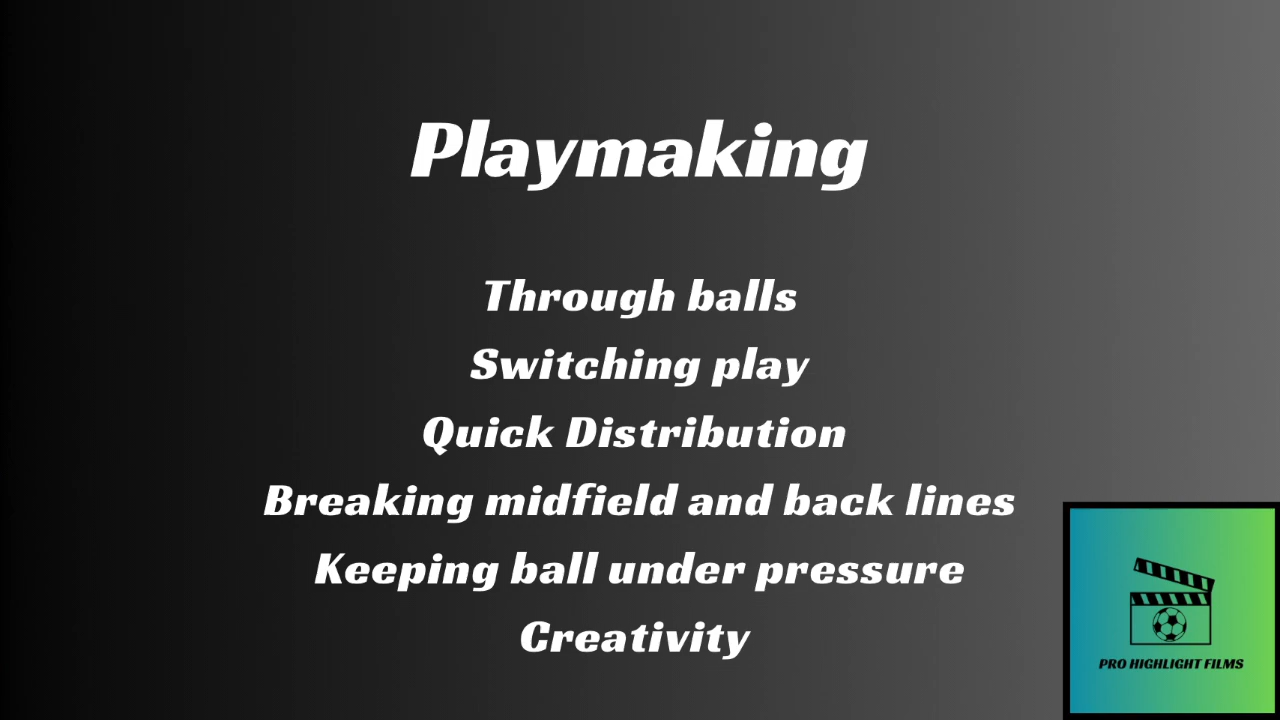 Playmaking
Through balls
Switching play
Quick Distribution
Breaking midfield and back lines
Keeping ball under pressure
Creativity
PRO HIGHLIGHT FILMS